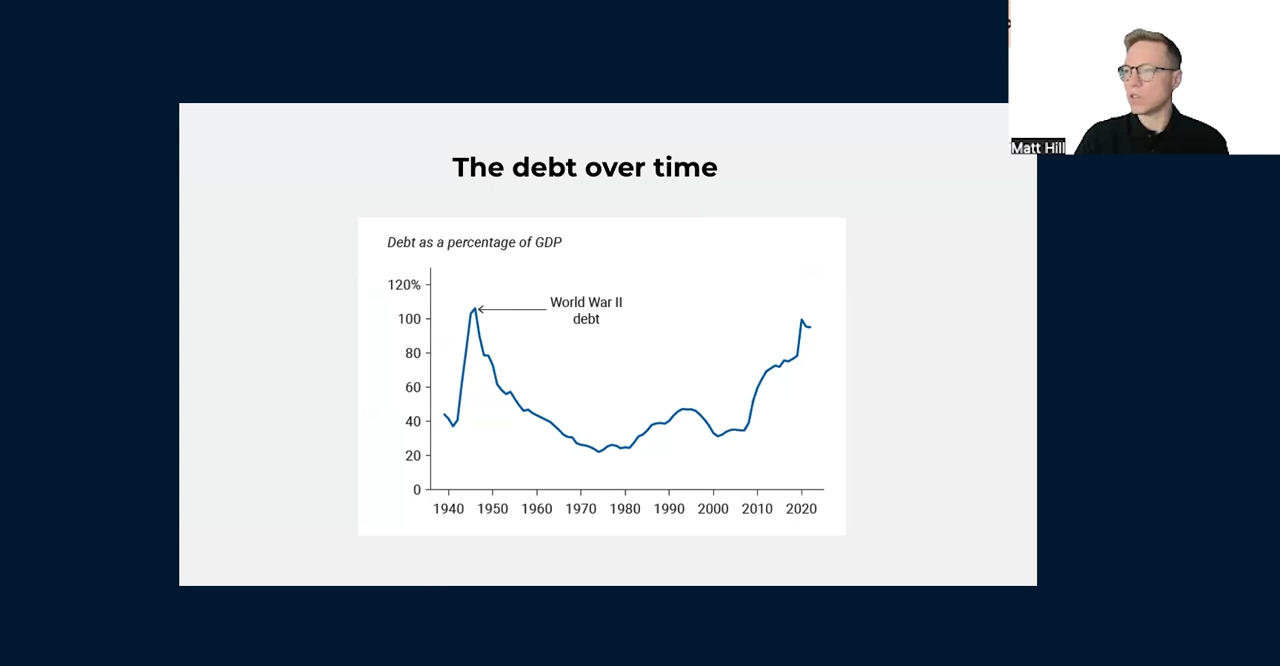 Matt Hill
The debt over time
Debt as a percentage of GDP
120%
100
80
60
40
20
0
World War II
debt
1940 1950 1960 1970 1980 1990 2000 2010 2020